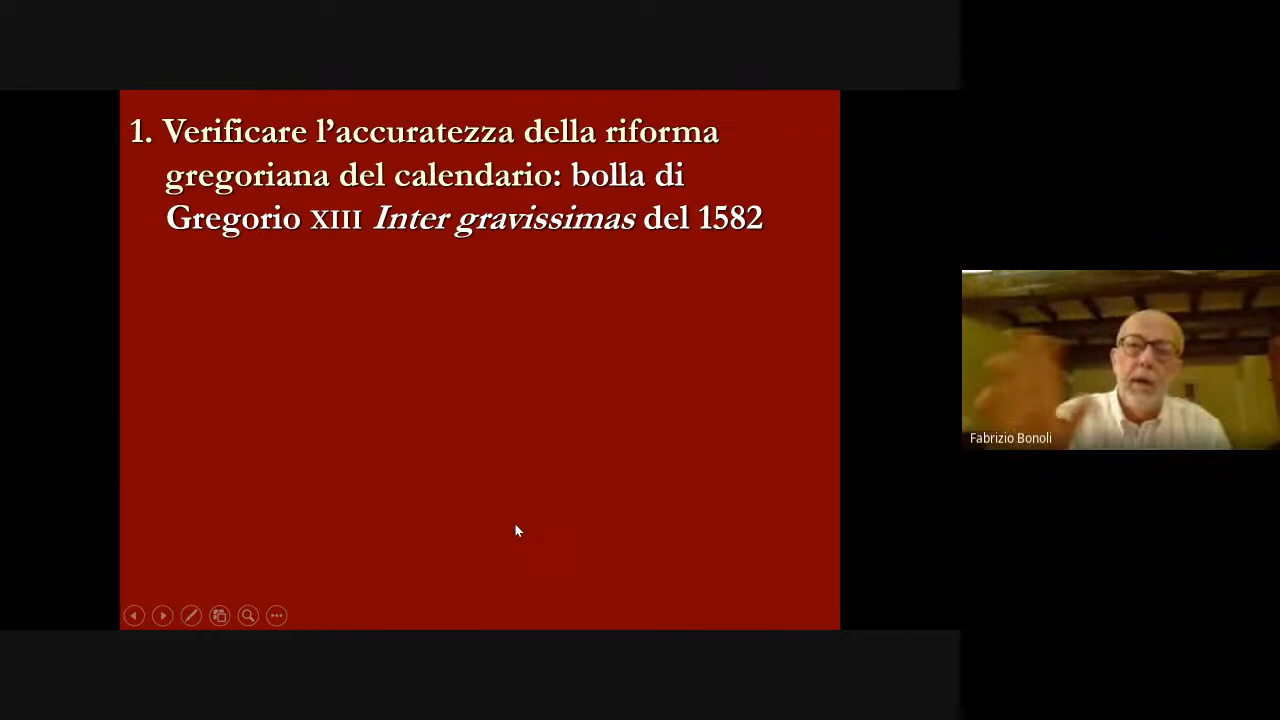 1. Verificare l’accuratezza della riforma
gregoriana del calendario: bolla di
Gregorio XIII Inter gravissimas del 1582
Fabrizio Bonoli